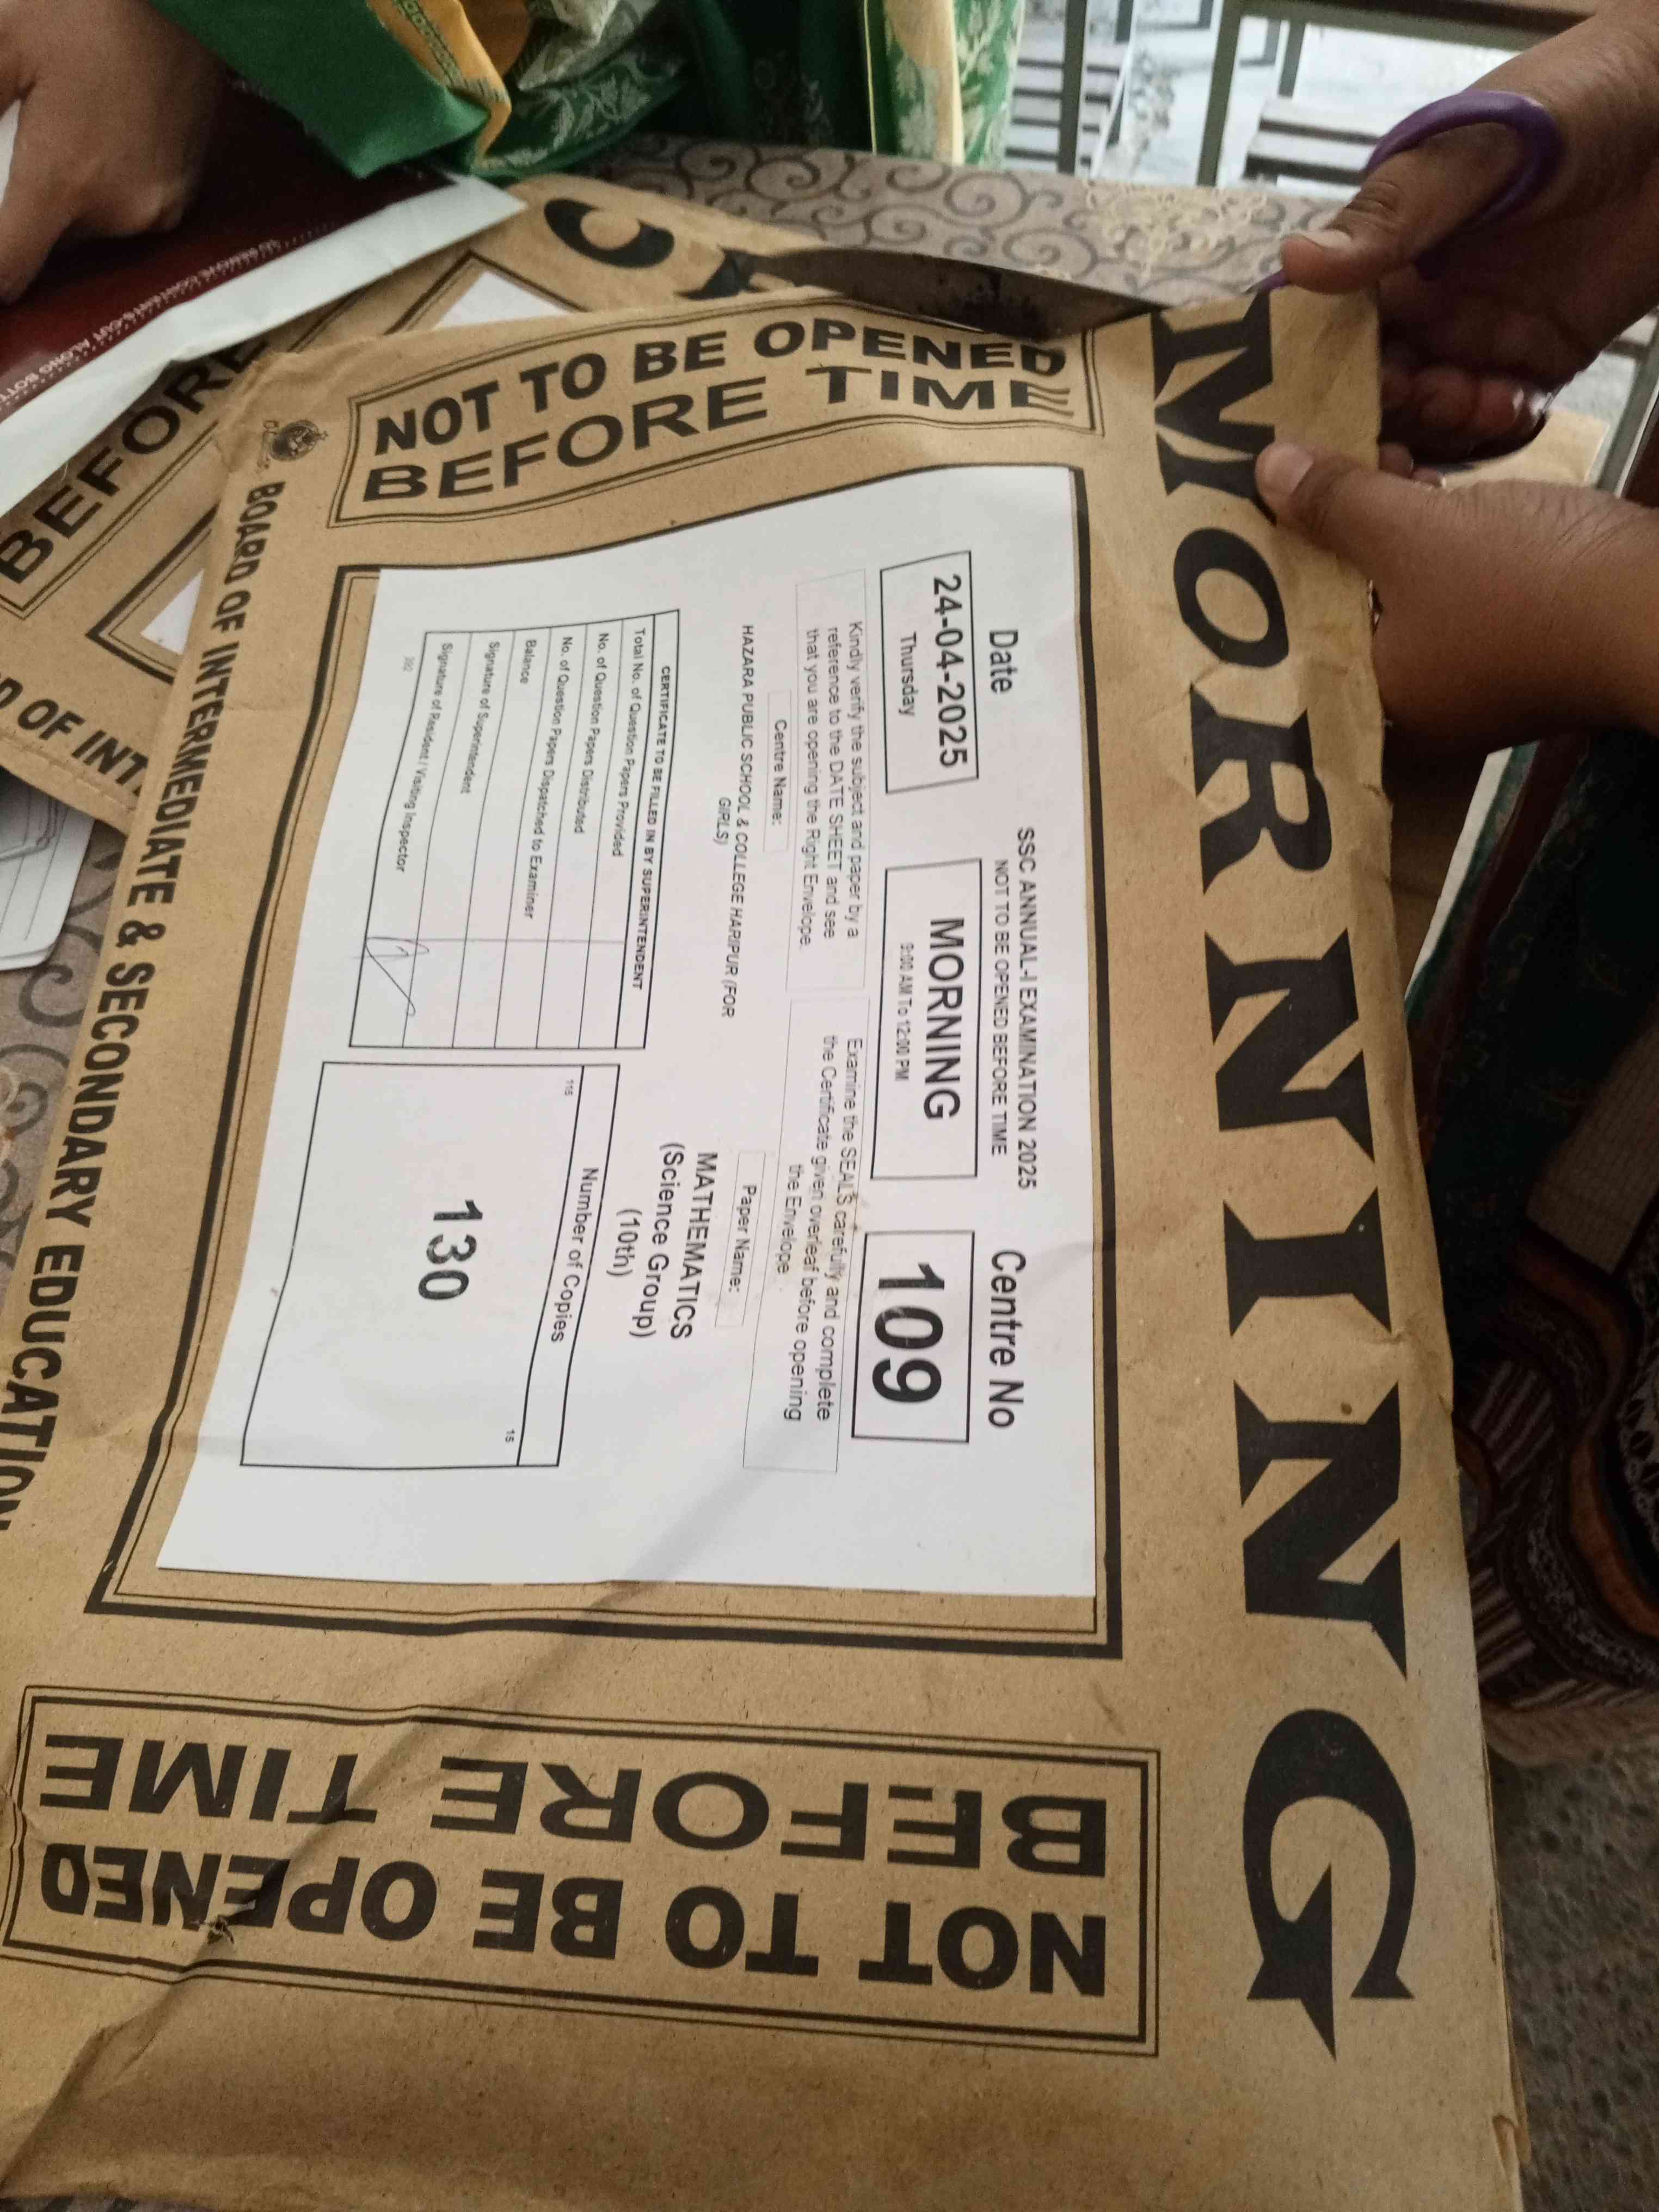 MORNING
NOT TO BE OPENED
BEFORE TIME
SSC ANNUAL-I EXAMINATION 2025
NOT TO BE OPENED BEFORE TIME
Date
24-04-2025
Thursday
MORNING
9:00 AM To 12:00 PM
Centre No
109
Kindly verify the subject and paper by a
reference to the DATE SHEET and see
that you are opening the Right Envelope.
Examine the SEALS carefully and complete
the Certificate given overleaf before opening
the Envelope
Centre Name:
HAZARA PUBLIC SCHOOL & COLLEGE HARIPUR (FOR
GIRLS)
Paper Name:
MATHEMATICS
(Science Group)
(10th)
CERTIFICATE TO BE FILLED IN BY SUPERINTENDENT
Total No. of Question Papers Provided
No. of Question Papers Distributed
No. of Question Papers Dispatched to Examiner
Balance
Signature of Superintendent
Signature of Resident / Visiting Inspector
Number of Copies
15
130
NOT TO BE OPENED
BEFORE TIME
BOARD OF INTERMEDIATE & SECONDARY EDUCATION
BEFORE
OF INT